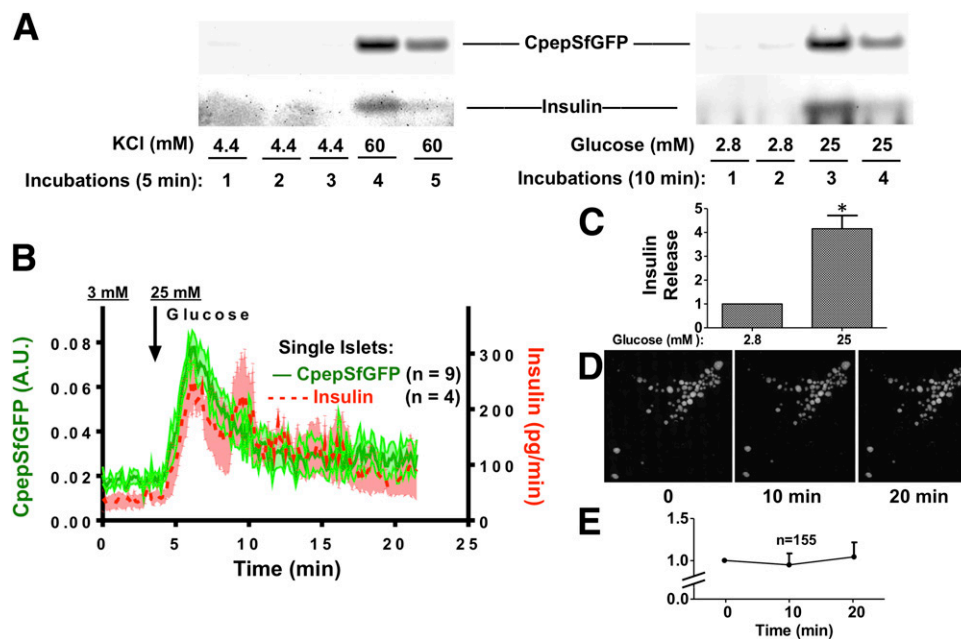 A
CpepSfGFP
Insulin
KCl (mM) 4.4 4.4 4.4 60 60
Incubations (5 min): 1 2 3 4 5
Glucose (mM) 2.8 2.8 25 25
Incubations (10 min): 1 2 3 4
B
3 mM 25 mM
Glucose
Single Islets:
CpepSfGFP (n = 9)
Insulin (n = 4)
CpepSfGFP (A.U.)
0.08
0.06
0.04
0.02
0.00
Insulin (pg/min)
300
200
100
0
0 5 10 15 20 25
Time (min)
C
Insulin
Release
5
4
3
2
1
0
*
Glucose (mM): 2.8 25
D
0 10 min 20 min
E
1.5
1.0
0.0
n=155
0 10 20
Time (min)